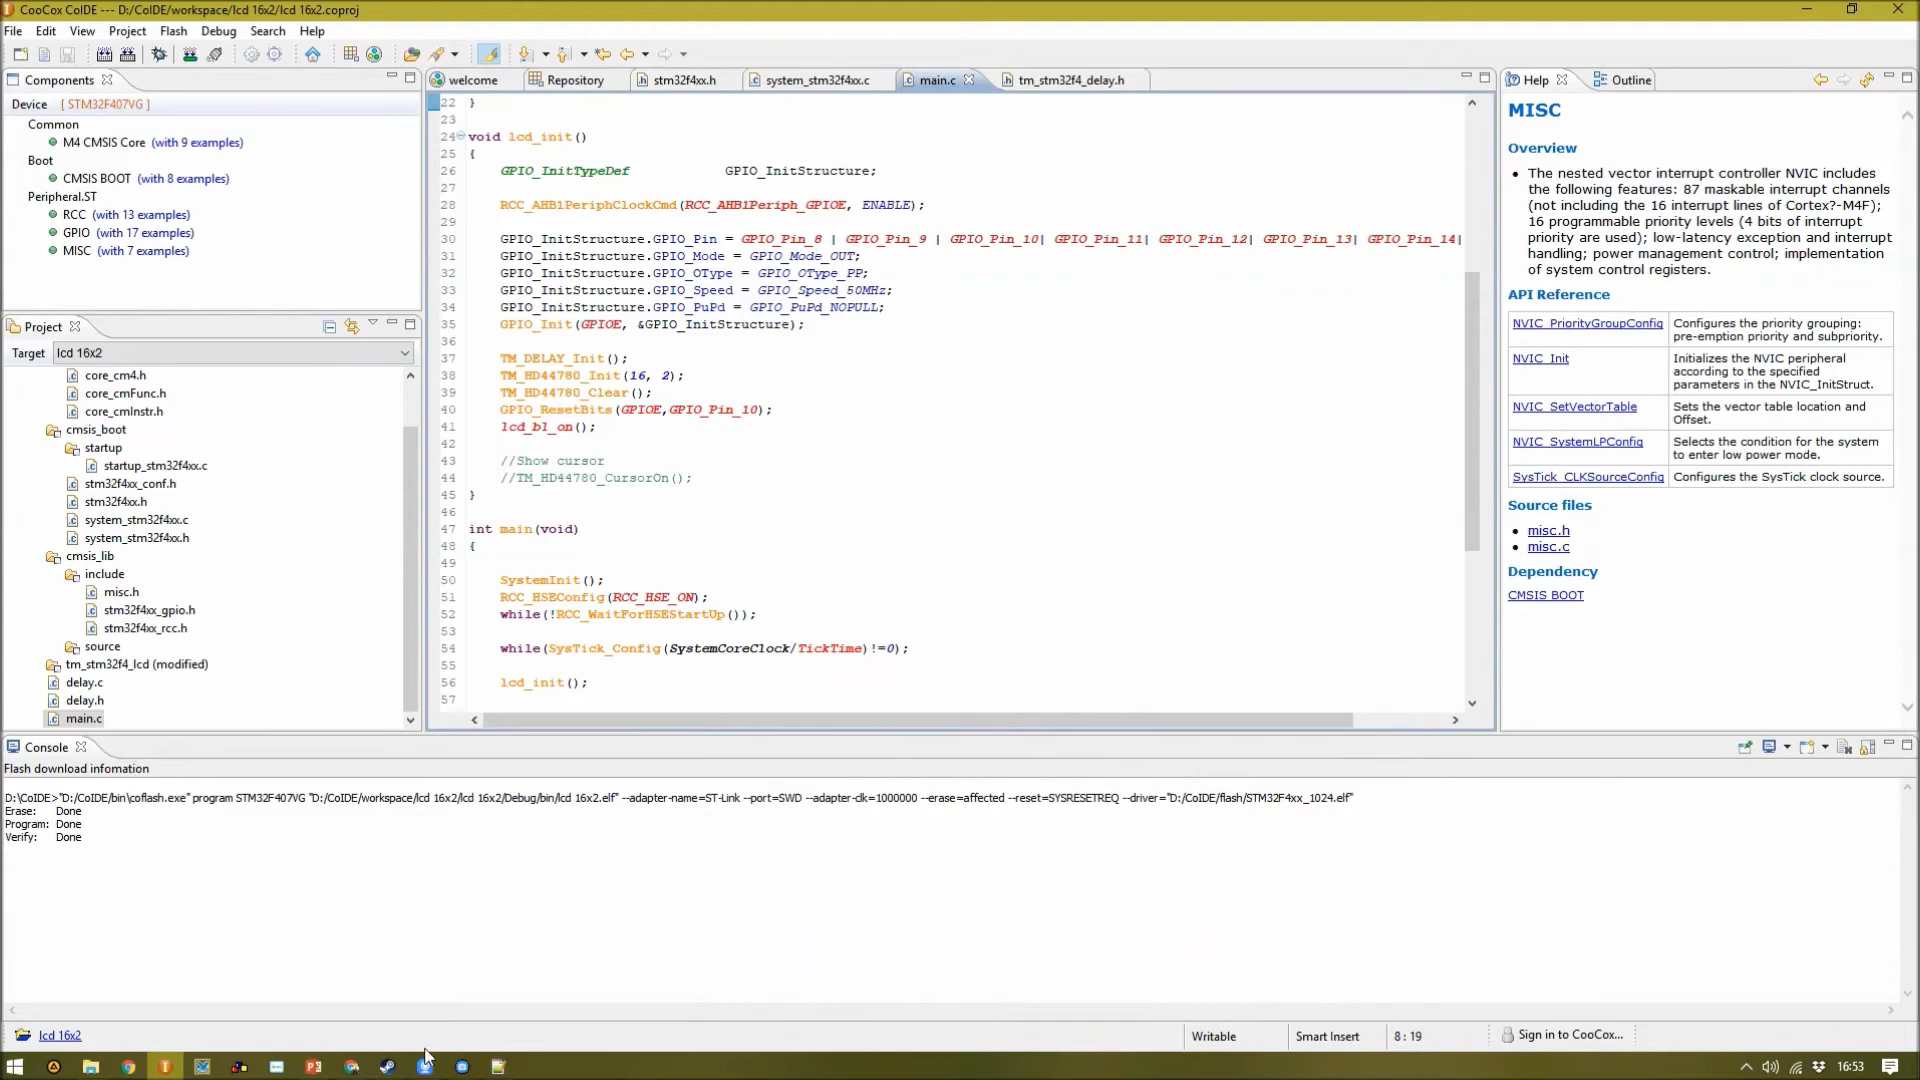 CooCox CoIDE --- D:/CoIDE/workspace/lcd 16x2/lcd 16x2.coproj
File Edit View Project Flash Debug Search Help
Components
Device [ STM32F407VG ]
Common
M4 CMSIS Core (with 9 examples)
Boot
CMSIS BOOT (with 8 examples)
Peripheral.ST
RCC (with 13 examples)
GPIO (with 17 examples)
MISC (with 7 examples)
Project
Target lcd 16x2
core_cm4.h
core_cmFunc.h
core_cmInstr.h
cmsis_boot
startup
startup_stm32f4xx.c
stm32f4xx_conf.h
stm32f4xx.h
system_stm32f4xx.c
system_stm32f4xx.h
cmsis_lib
include
misc.h
stm32f4xx_gpio.h
stm32f4xx_rcc.h
source
tm_stm32f4_lcd (modified)
delay.c
delay.h
main.c
welcome Repository stm32f4xx.h system_stm32f4xx.c main.c tm_stm32f4_delay.h
22 }
23
24 void lcd_init()
25 {
26 GPIO_InitTypeDef GPIO_InitStructure;
27
28 RCC_AHB1PeriphClockCmd(RCC_AHB1Periph_GPIOE, ENABLE);
30 GPIO_InitStructure.GPIO_Pin = GPIO_Pin_8 | GPIO_Pin_9 | GPIO_Pin_10| GPIO_Pin_11| GPIO_Pin_12| GPIO_Pin_13| GPIO_Pin_14|
31 GPIO_InitStructure.GPIO_Mode = GPIO_Mode_OUT;
32 GPIO_InitStructure.GPIO_OType = GPIO_OType_PP;
33 GPIO_InitStructure.GPIO_Speed = GPIO_Speed_50MHz;
34 GPIO_InitStructure.GPIO_PuPd = GPIO_PuPd_NOPULL;
35 GPIO_Init(GPIOE, &GPIO_InitStructure);
36
37 TM_DELAY_Init();
38 TM_HD44780_Init(16, 2);
39 TM_HD44780_Clear();
40 GPIO_ResetBits(GPIOE,GPIO_Pin_10);
41 lcd_bl_on();
42
43 //Show cursor
44 //TM_HD44780_CursorOn();
45 }
46
47 int main(void)
48 {
49
50 SystemInit();
51 RCC_HSEConfig(RCC_HSE_ON);
52 while(!RCC_WaitForHSEStartUp());
53
54 while(SysTick_Config(SystemCoreClock/TickTime)!=0);
55
56 lcd_init();
57
Help Outline
MISC
Overview
The nested vector interrupt controller NVIC includes
the following features: 87 maskable interrupt channels
(not including the 16 interrupt lines of Cortex?-M4F);
16 programmable priority levels (4 bits of interrupt
priority are used); low-latency exception and interrupt
handling; power management control; implementation
of system control registers.
API Reference
NVIC_PriorityGroupConfig Configures the priority grouping:
pre-emption priority and subpriority.
NVIC_Init Initializes the NVIC peripheral
according to the specified
parameters in the NVIC_InitStruct.
NVIC_SetVectorTable Sets the vector table location and
Offset.
NVIC_SystemLPConfig Selects the condition for the system
to enter low power mode.
SysTick_CLKSourceConfig Configures the SysTick clock source.
Source files
misc.h
misc.c
Dependency
CMSIS BOOT
Console
Flash download infomation
D:\CoIDE>"D:/CoIDE/bin\coflash.exe" program STM32F407VG "D:/CoIDE/workspace/lcd 16x2/lcd 16x2/Debug/bin/lcd 16x2.elf" --adapter-name=ST-Link --port=SWD --adapter-clk=1000000 --erase=affected --reset=SYSRESETREQ --driver="D:/CoIDE/flash/STM32F4xx_1024.elf"
Erase: Done
Program: Done
Verify: Done
lcd 16x2 Writable Smart Insert 8 : 19 Sign in to CooCox...
16:53